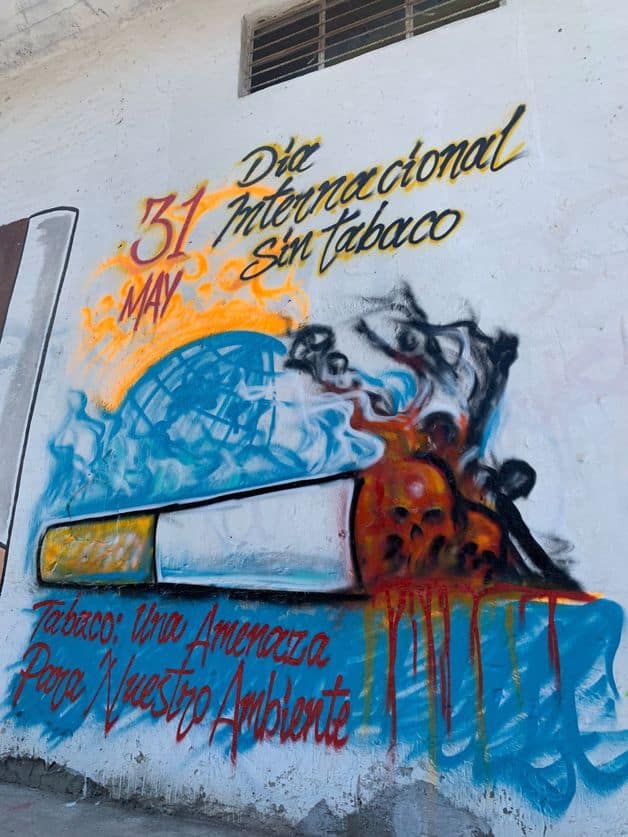 31
MAY
Dia
Internacional
Sin tabaco
Tabaco: Una Amenaza
Para Nuestro Ambiente